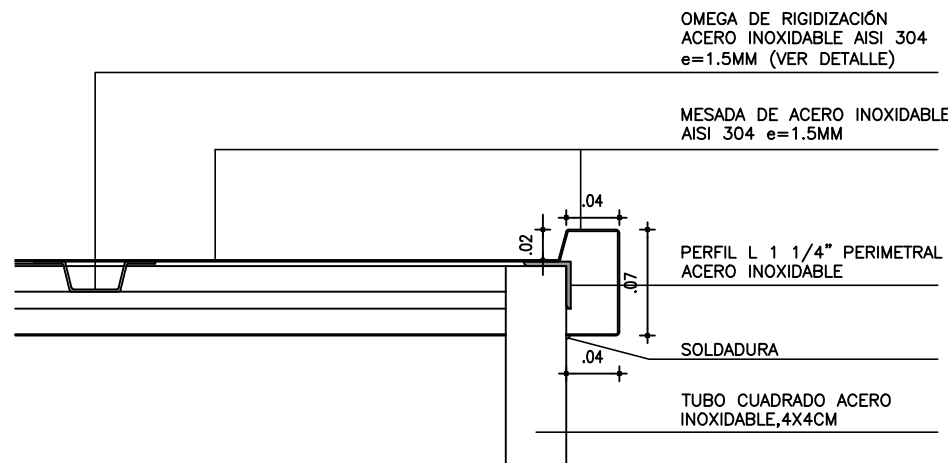 OMEGA DE RIGIDIZACIÓN
ACERO INOXIDABLE AISI 304
e=1.5MM (VER DETALLE)
MESADA DE ACERO INOXIDABLE
AISI 304 e=1.5MM
.04
.02
PERFIL L 1 1/4" PERIMETRAL
ACERO INOXIDABLE
.07
SOLDADURA
.04
TUBO CUADRADO ACERO
INOXIDABLE,4X4CM